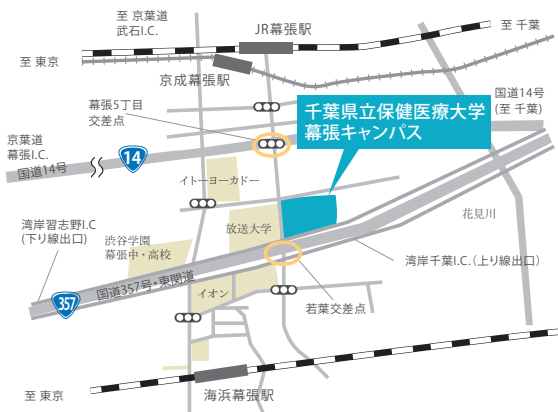 至 京葉道
武石I.C.
JR幕張駅
至 千葉
至 東京
京成幕張駅
国道14号
(至 千葉)
幕張5丁目
交差点
千葉県立保健医療大学
幕張キャンパス
京葉道
幕張I.C.
14
国道14号
イトーヨーカドー
湾岸習志野I.C
(下り線出口)
渋谷学園
幕張中・高校
放送大学
花見川
湾岸千葉I.C.(上り線出口)
357
国道357号・東関道
イオン
若葉交差点
至 東京
海浜幕張駅